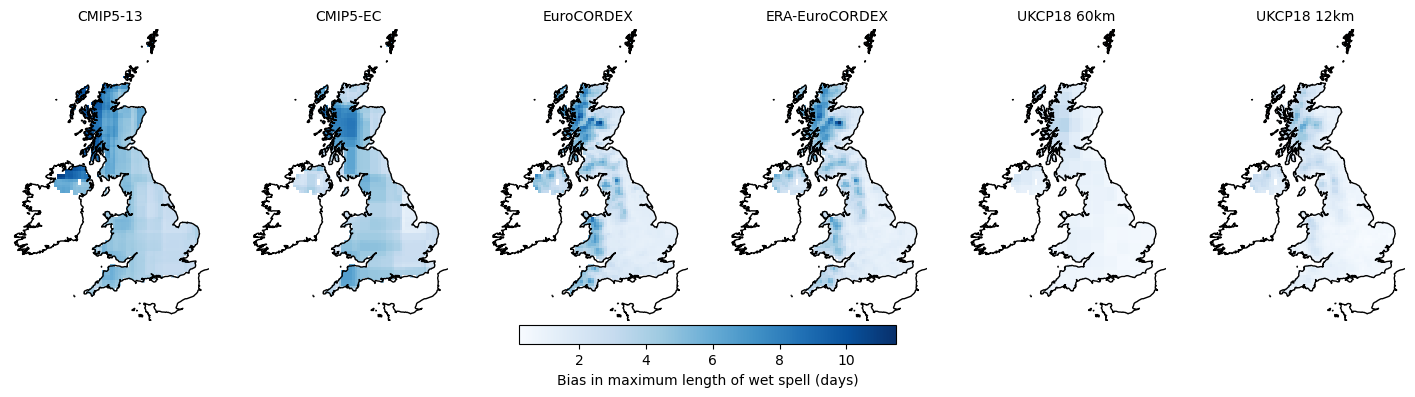 CMIP5-13
CMIP5-EC
EuroCORDEX
ERA-EuroCORDEX
UKCP18 60km
UKCP18 12km
2 4 6 8 10
Bias in maximum length of wet spell (days)